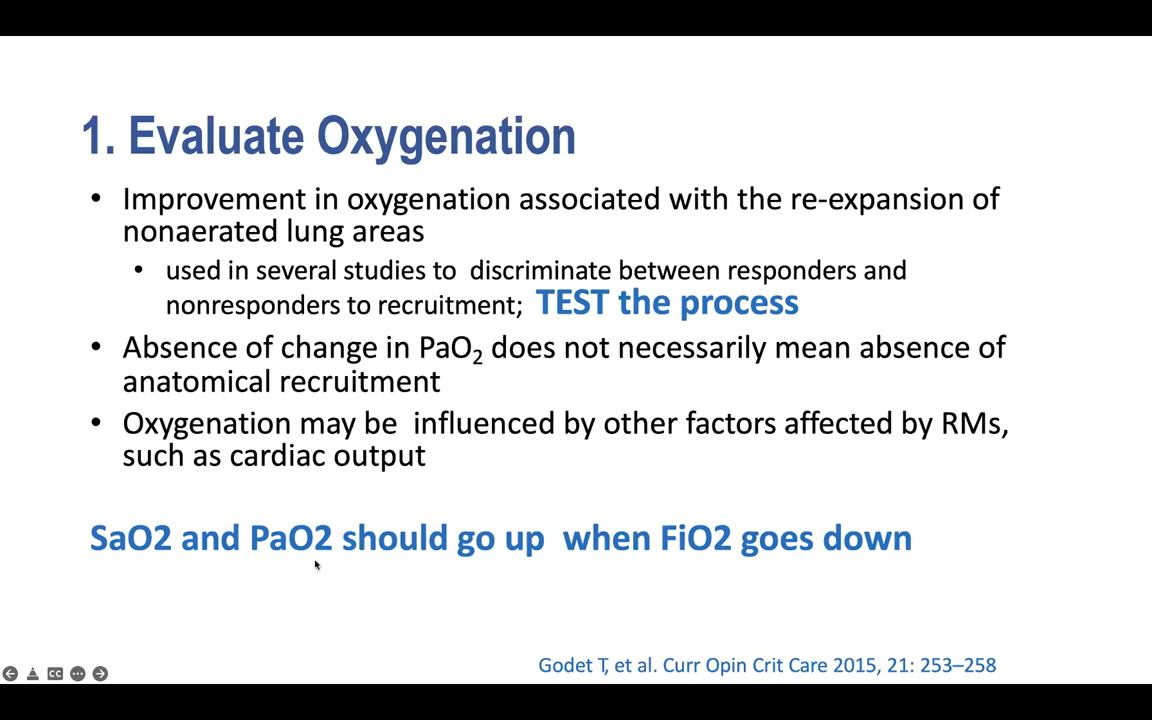 1. Evaluate Oxygenation
• Improvement in oxygenation associated with the re-expansion of
nonaerated lung areas
• used in several studies to  discriminate between responders and
nonresponders to recruitment;  TEST the process
• Absence of change in PaO₂ does not necessarily mean absence of
anatomical recruitment
• Oxygenation may be  influenced by other factors affected by RMs,
such as cardiac output
SaO2 and PaO2 should go up  when FiO2 goes down
Godet T, et al. Curr Opin Crit Care 2015, 21: 253–258
CC